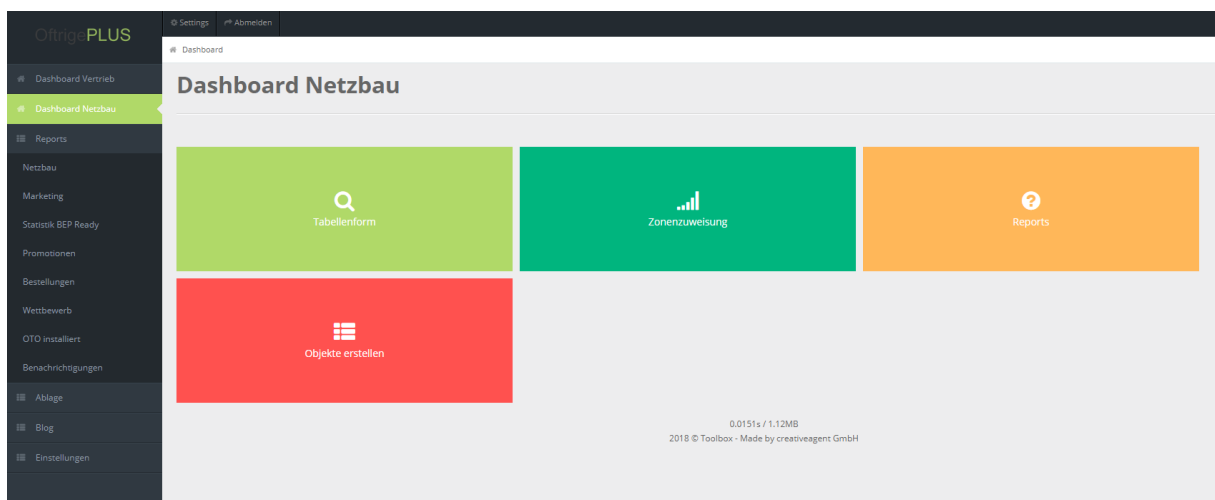 OftrigePLUS
Settings Abmelden
Dashboard
Dashboard Vertrieb
Dashboard Netzbau
Reports
Netzbau
Marketing
Statistik BEP Ready
Promotionen
Bestellungen
Wettbewerb
OTO installiert
Benachrichtigungen
Ablage
Blog
Einstellungen
Dashboard Netzbau
Tabellenform
Zonenzuweisung
Reports
Objekte erstellen
0.0151s / 1.12MB
2018 © Toolbox - Made by creativeagent GmbH